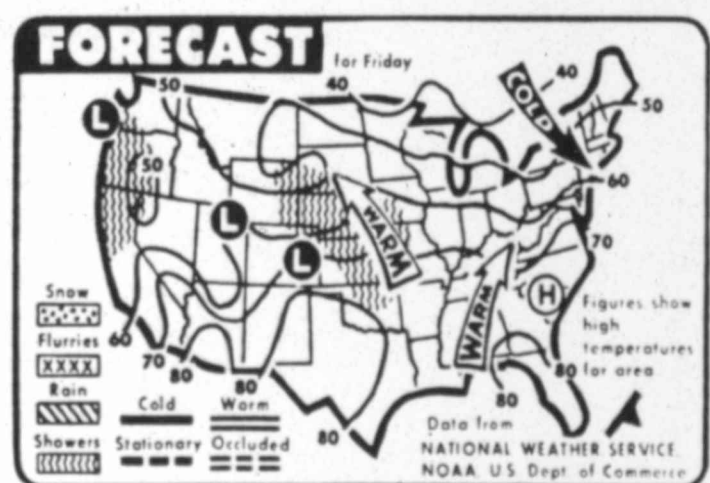 FORECAST
for Friday
50
40
40
COLD
50
L
50
60
WARM
L
70
L
WARM
H
Snow
Figures show
high
temperatures
for area
Flurries
XXXX
60
70
80
80
80
80
80
Rain
Cold Warm
Showers
Stationary Occluded
Data from
NATIONAL WEATHER SERVICE,
NOAA, U.S. Dept. of Commerce